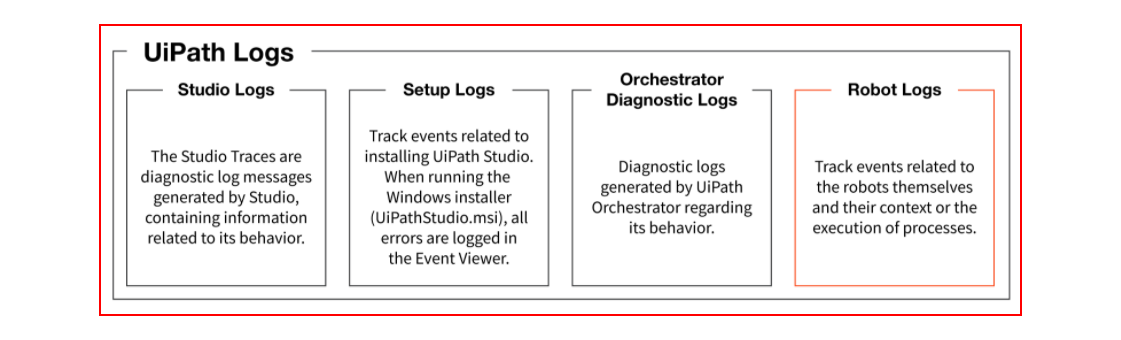 UiPath Logs
Studio Logs
The Studio Traces are
diagnostic log messages
generated by Studio,
containing information
related to its behavior.
Setup Logs
Track events related to
installing UiPath Studio.
When running the
Windows installer
(UiPathStudio.msi), all
errors are logged in
the Event Viewer.
Orchestrator
Diagnostic Logs
Diagnostic logs
generated by UiPath
Orchestrator regarding
its behavior.
Robot Logs
Track events related to
the robots themselves
and their context or the
execution of processes.